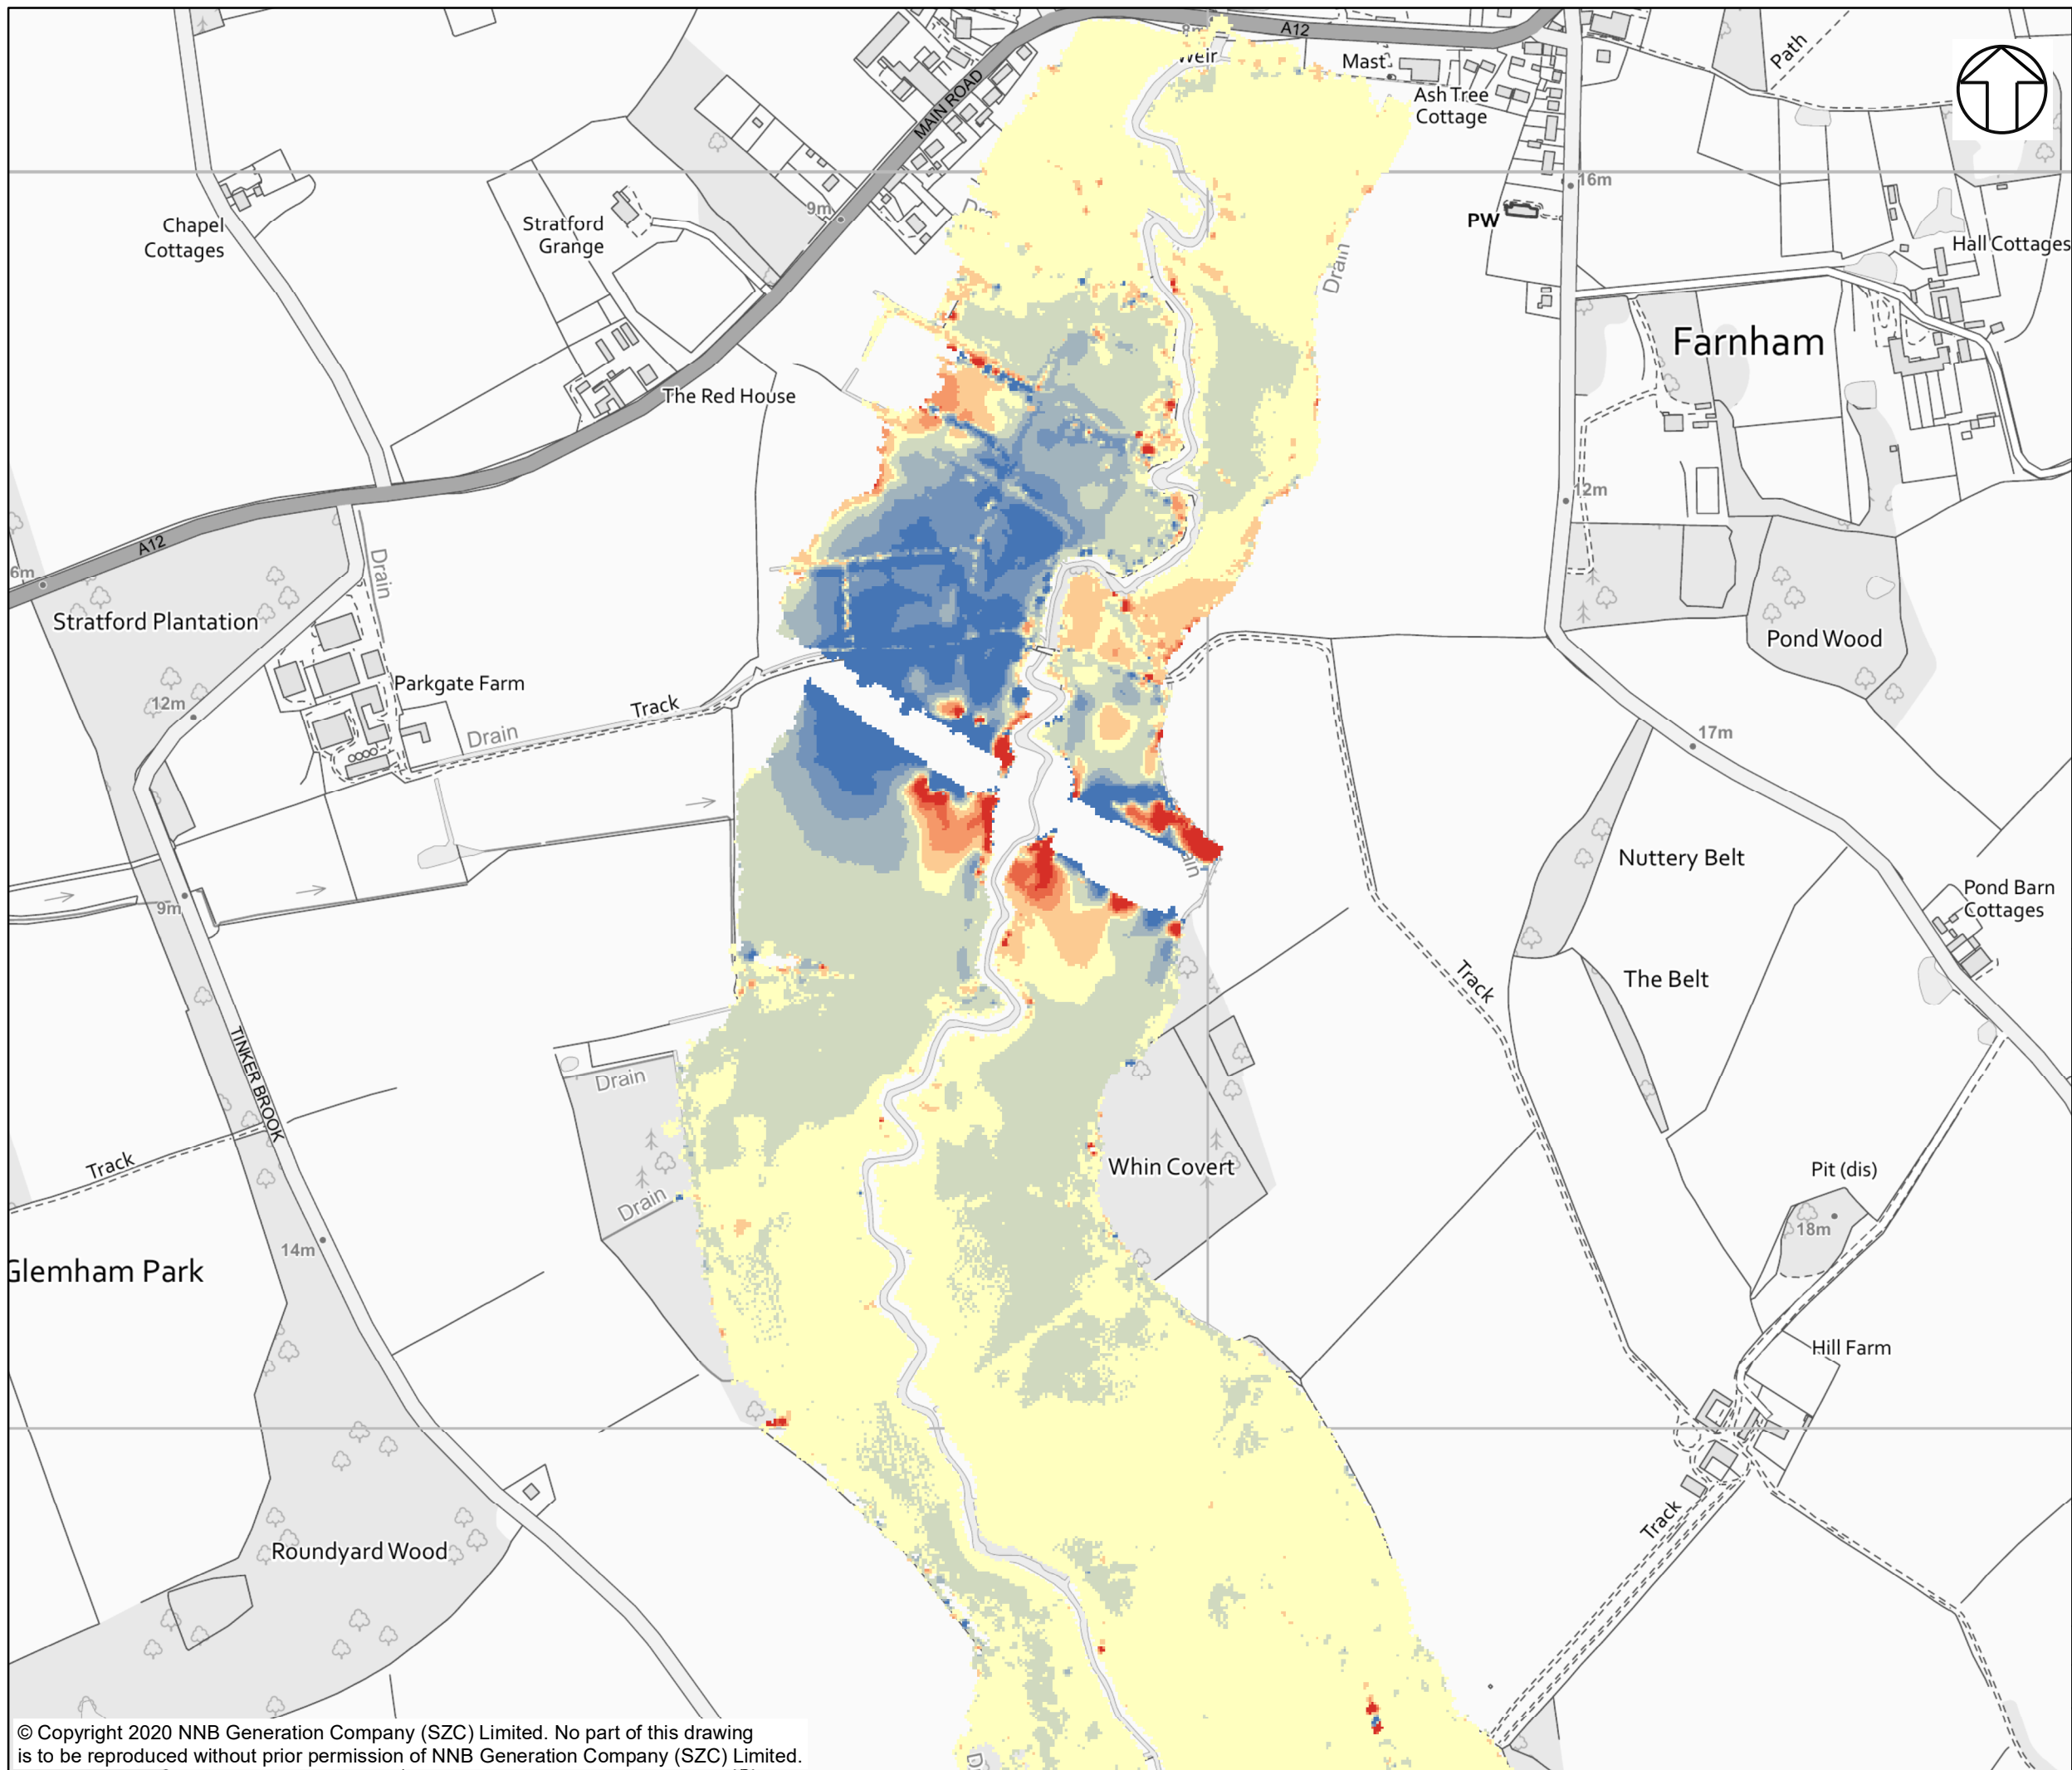 A12
Weir
Mast
Path
Ash Tree
Cottage
MAIN ROAD
16m
Chapel
Cottages
Stratford
Grange
9m
PW
Hall Cottages
Drain
Farnham
The Red House
12m
A12
6m
Drain
Stratford Plantation
Pond Wood
Parkgate Farm
12m
Track
Drain
17m
Nuttery Belt
9m
Pond Barn
Cottages
Track
The Belt
TINKER BROOK
Drain
Track
Whin Covert
Pit (dis)
Drain
18m
14m
Glemham Park
Hill Farm
Track
Roundyard Wood
© Copyright 2020 NNB Generation Company (SZC) Limited. No part of this drawing
is to be reproduced without prior permission of NNB Generation Company (SZC) Limited.